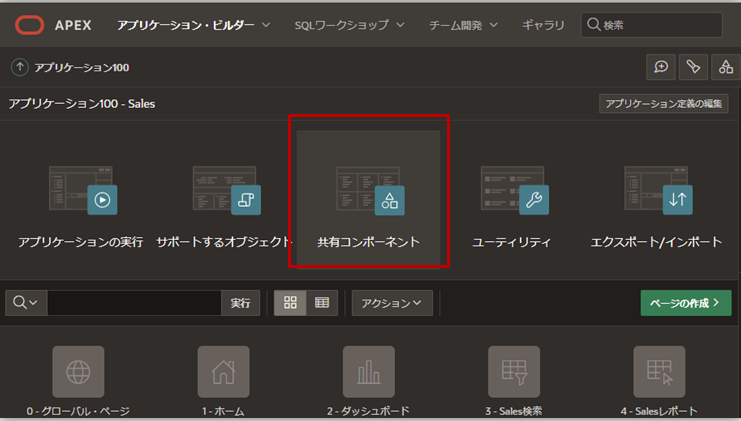 APEX アプリケーション・ビルダー SQLワークショップ チーム開発 ギャラリ 検索
アプリケーション100
アプリケーション100 - Sales アプリケーション定義の編集
アプリケーションの実行 サポートするオブジェクト 共有コンポーネント ユーティリティ エクスポート/インポート
実行 アクション ページの作成
0 - グローバル・ページ 1 - ホーム 2 - ダッシュボード 3 - Sales検索 4 - Salesレポート